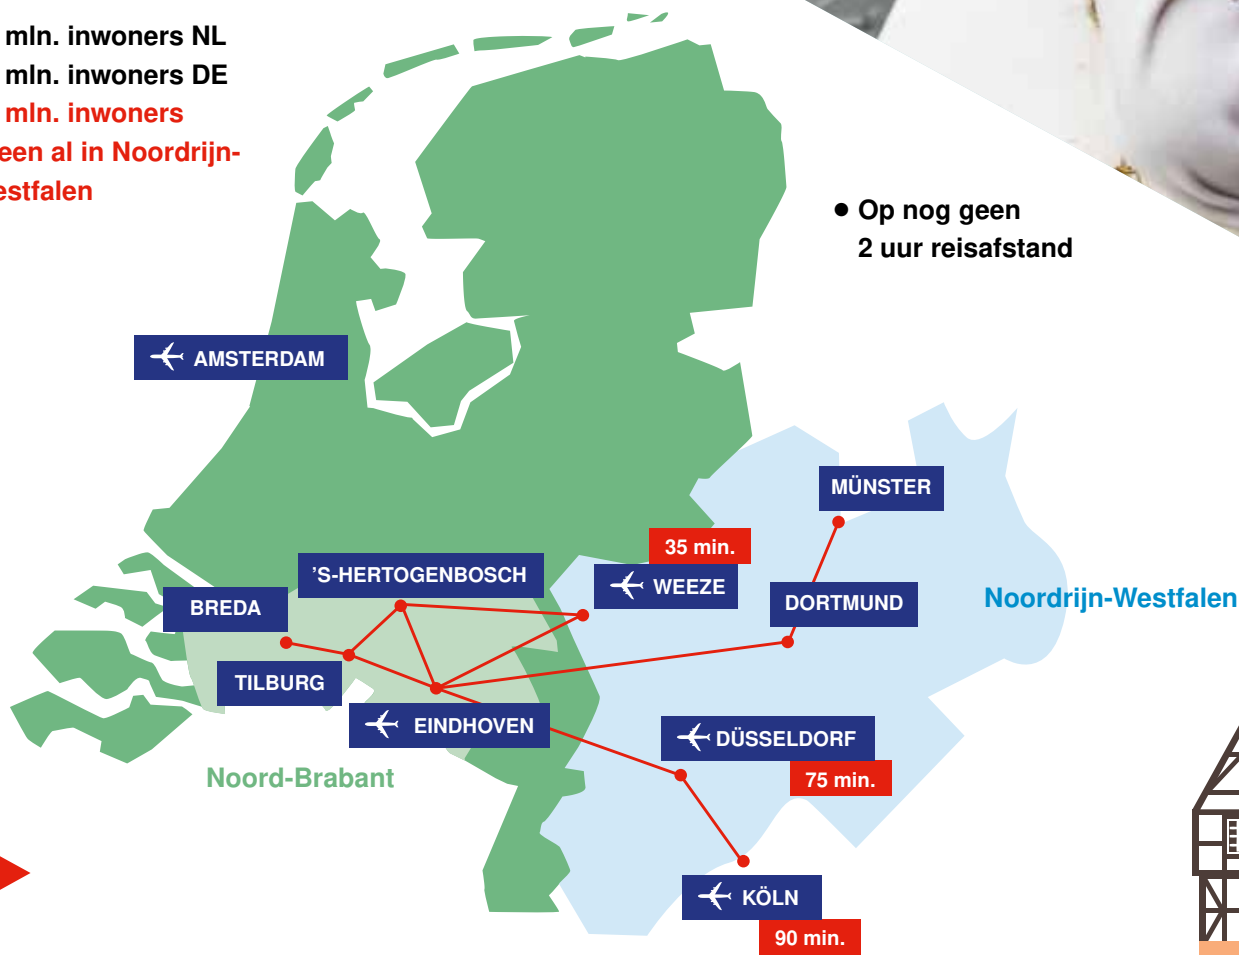 mln. inwoners NL
mln. inwoners DE
mln. inwoners
een al in Noordrijn-
estfalen
• Op nog geen
2 uur reisafstand
AMSTERDAM
MÜNSTER
35 min.
'S-HERTOGENBOSCH
WEEZE
BREDA
DORTMUND
Noordrijn-Westfalen
TILBURG
EINDHOVEN
DÜSSELDORF
Noord-Brabant
75 min.
KÖLN
90 min.